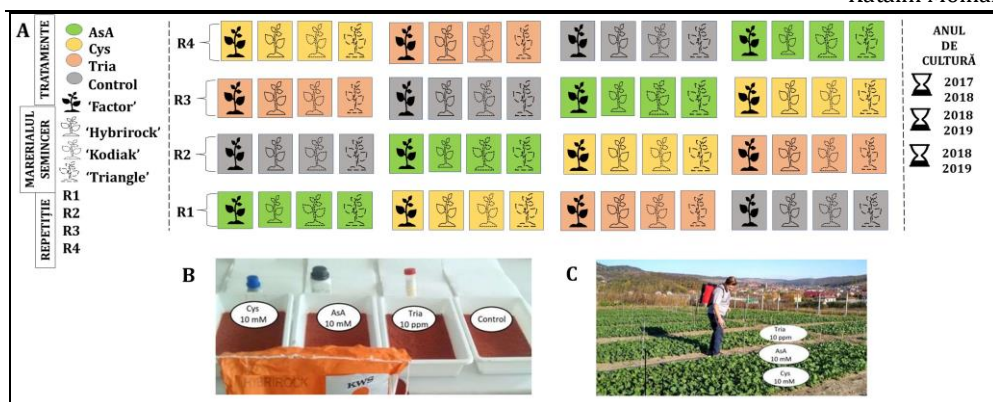 A
TRATAMENTE
AsA
Cys
Tria
Control
MARERIALUL
SEMINCER
'Factor'
'Hybrirock'
'Kodiak'
'Triangle'
REPETIȚIE
R1
R2
R3
R4
R4
R3
R2
R1
ANUL
DE
CULTURĂ
2017
2018
2018
2019
2018
2019
B
Cys
10 mM
AsA
10 mM
Tria
10 ppm
Control
HYBRIROCK
KWS
C
Tria
10 ppm
AsA
10 mM
Cys
10 mM